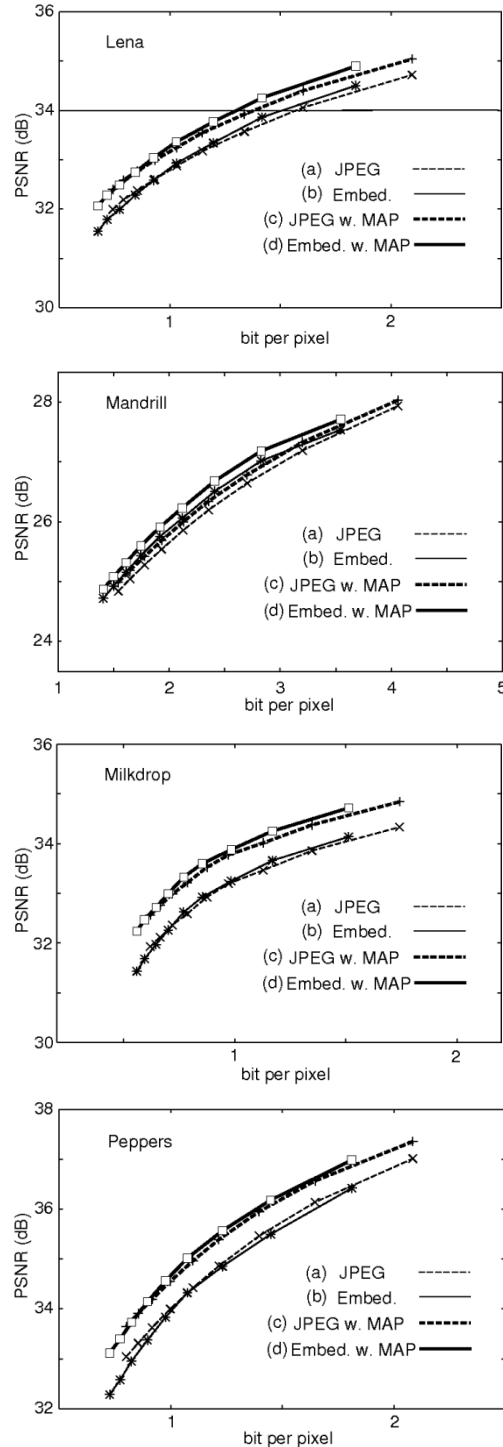 36
Lena
34
PSNR (dB)
(a) JPEG
(b) Embed.
32
(c) JPEG w. MAP
(d) Embed. w. MAP
30
1 2
bit per pixel
28
Mandrill
PSNR (dB)
26
(a) JPEG
(b) Embed.
(c) JPEG w. MAP
24
(d) Embed. w. MAP
1 2 3 4 5
bit per pixel
36
Milkdrop
34
PSNR (dB)
(a) JPEG
(b) Embed.
32
(c) JPEG w. MAP
(d) Embed. w. MAP
30
1 2
bit per pixel
38
Peppers
36
PSNR (dB)
(a) JPEG
34
(b) Embed.
(c) JPEG w. MAP
(d) Embed. w. MAP
32
1 2
bit per pixel